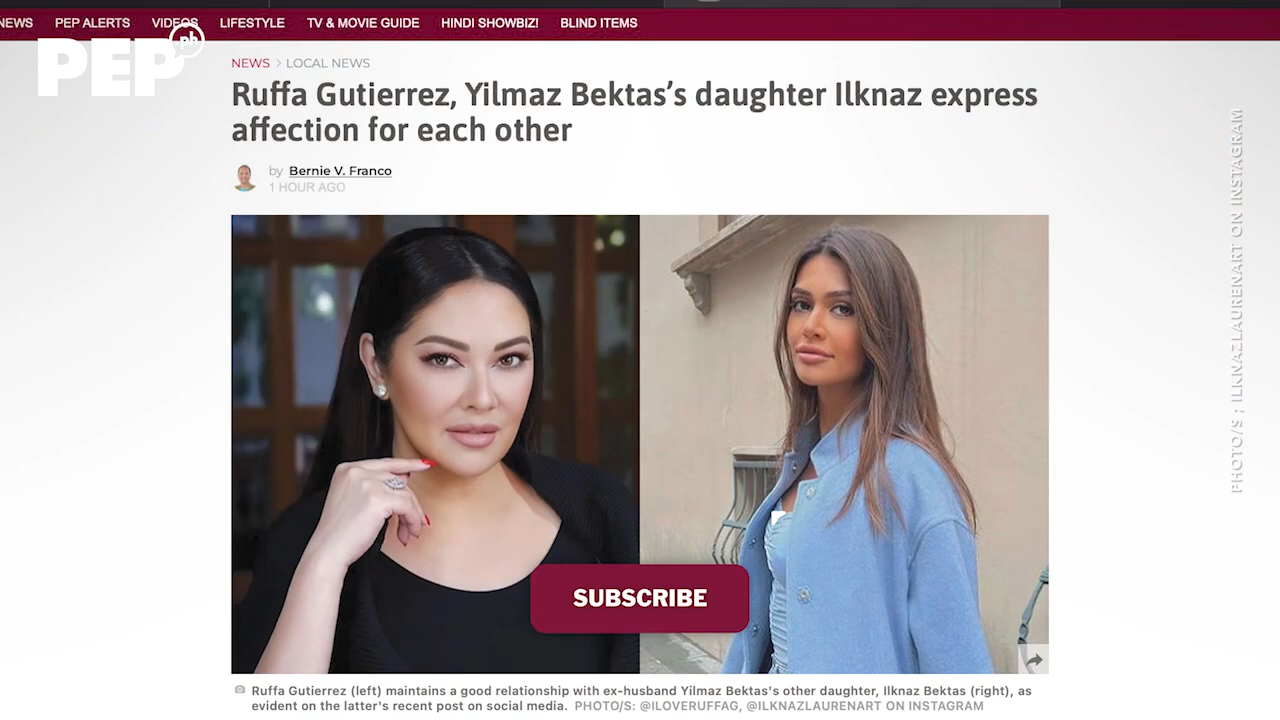 NEWS PEP ALERTS VIDEOS LIFESTYLE TV & MOVIE GUIDE HINDI SHOWBIZ! BLIND ITEMS
PEP ph
NEWS > LOCAL NEWS
Ruffa Gutierrez, Yilmaz Bektas’s daughter Ilknaz express
affection for each other
by Bernie V. Franco
1 HOUR AGO
PHOTO/S : ILKNAZLAURENART ON INSTAGRAM
SUBSCRIBE
Ruffa Gutierrez (left) maintains a good relationship with ex-husband Yilmaz Bektas's other daughter, Ilknaz Bektas (right), as
evident on the latter's recent post on social media. PHOTO/S: @ILOVERUFFAG, @ILKNAZLAURENART ON INSTAGRAM